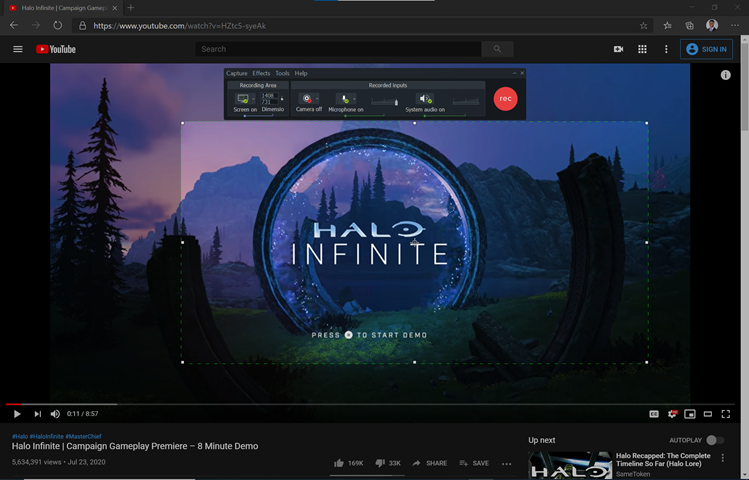 Halo Infinite | Campaign Gamepl
https://www.youtube.com/watch?v=HZtc5-syeAk
YouTube
Search
SIGN IN
Capture Effects Tools Help
Recording Area
Recorded inputs
1408
731
Screen on
Dimensio
Camera off
Microphone on
System audio on
rec
HALO
INFINITE
PRESS TO START DEMO
0:11 / 8:57
#Halo #HaloInfinite #MasterChief
Halo Infinite | Campaign Gameplay Premiere – 8 Minute Demo
5,634,391 views • Jul 23, 2020
169K
33K
SHARE
SAVE
Up next
AUTOPLAY
HALO
Halo Recapped: The Complete
Timeline So Far (Halo Lore)
SameToken